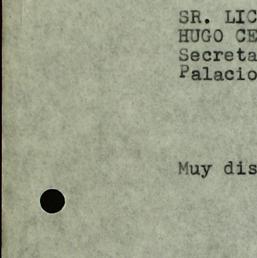 SR. LIC
HUGO CE
Secreta
Palacio
Muy dis